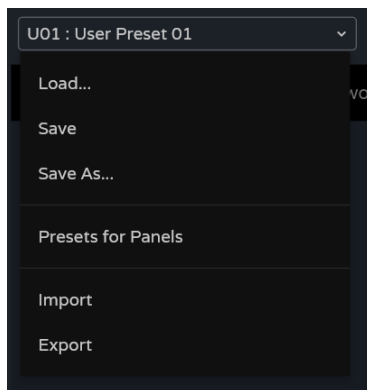 U01 : User Preset 01
Load...
Save
Save As...
Presets for Panels
Import
Export